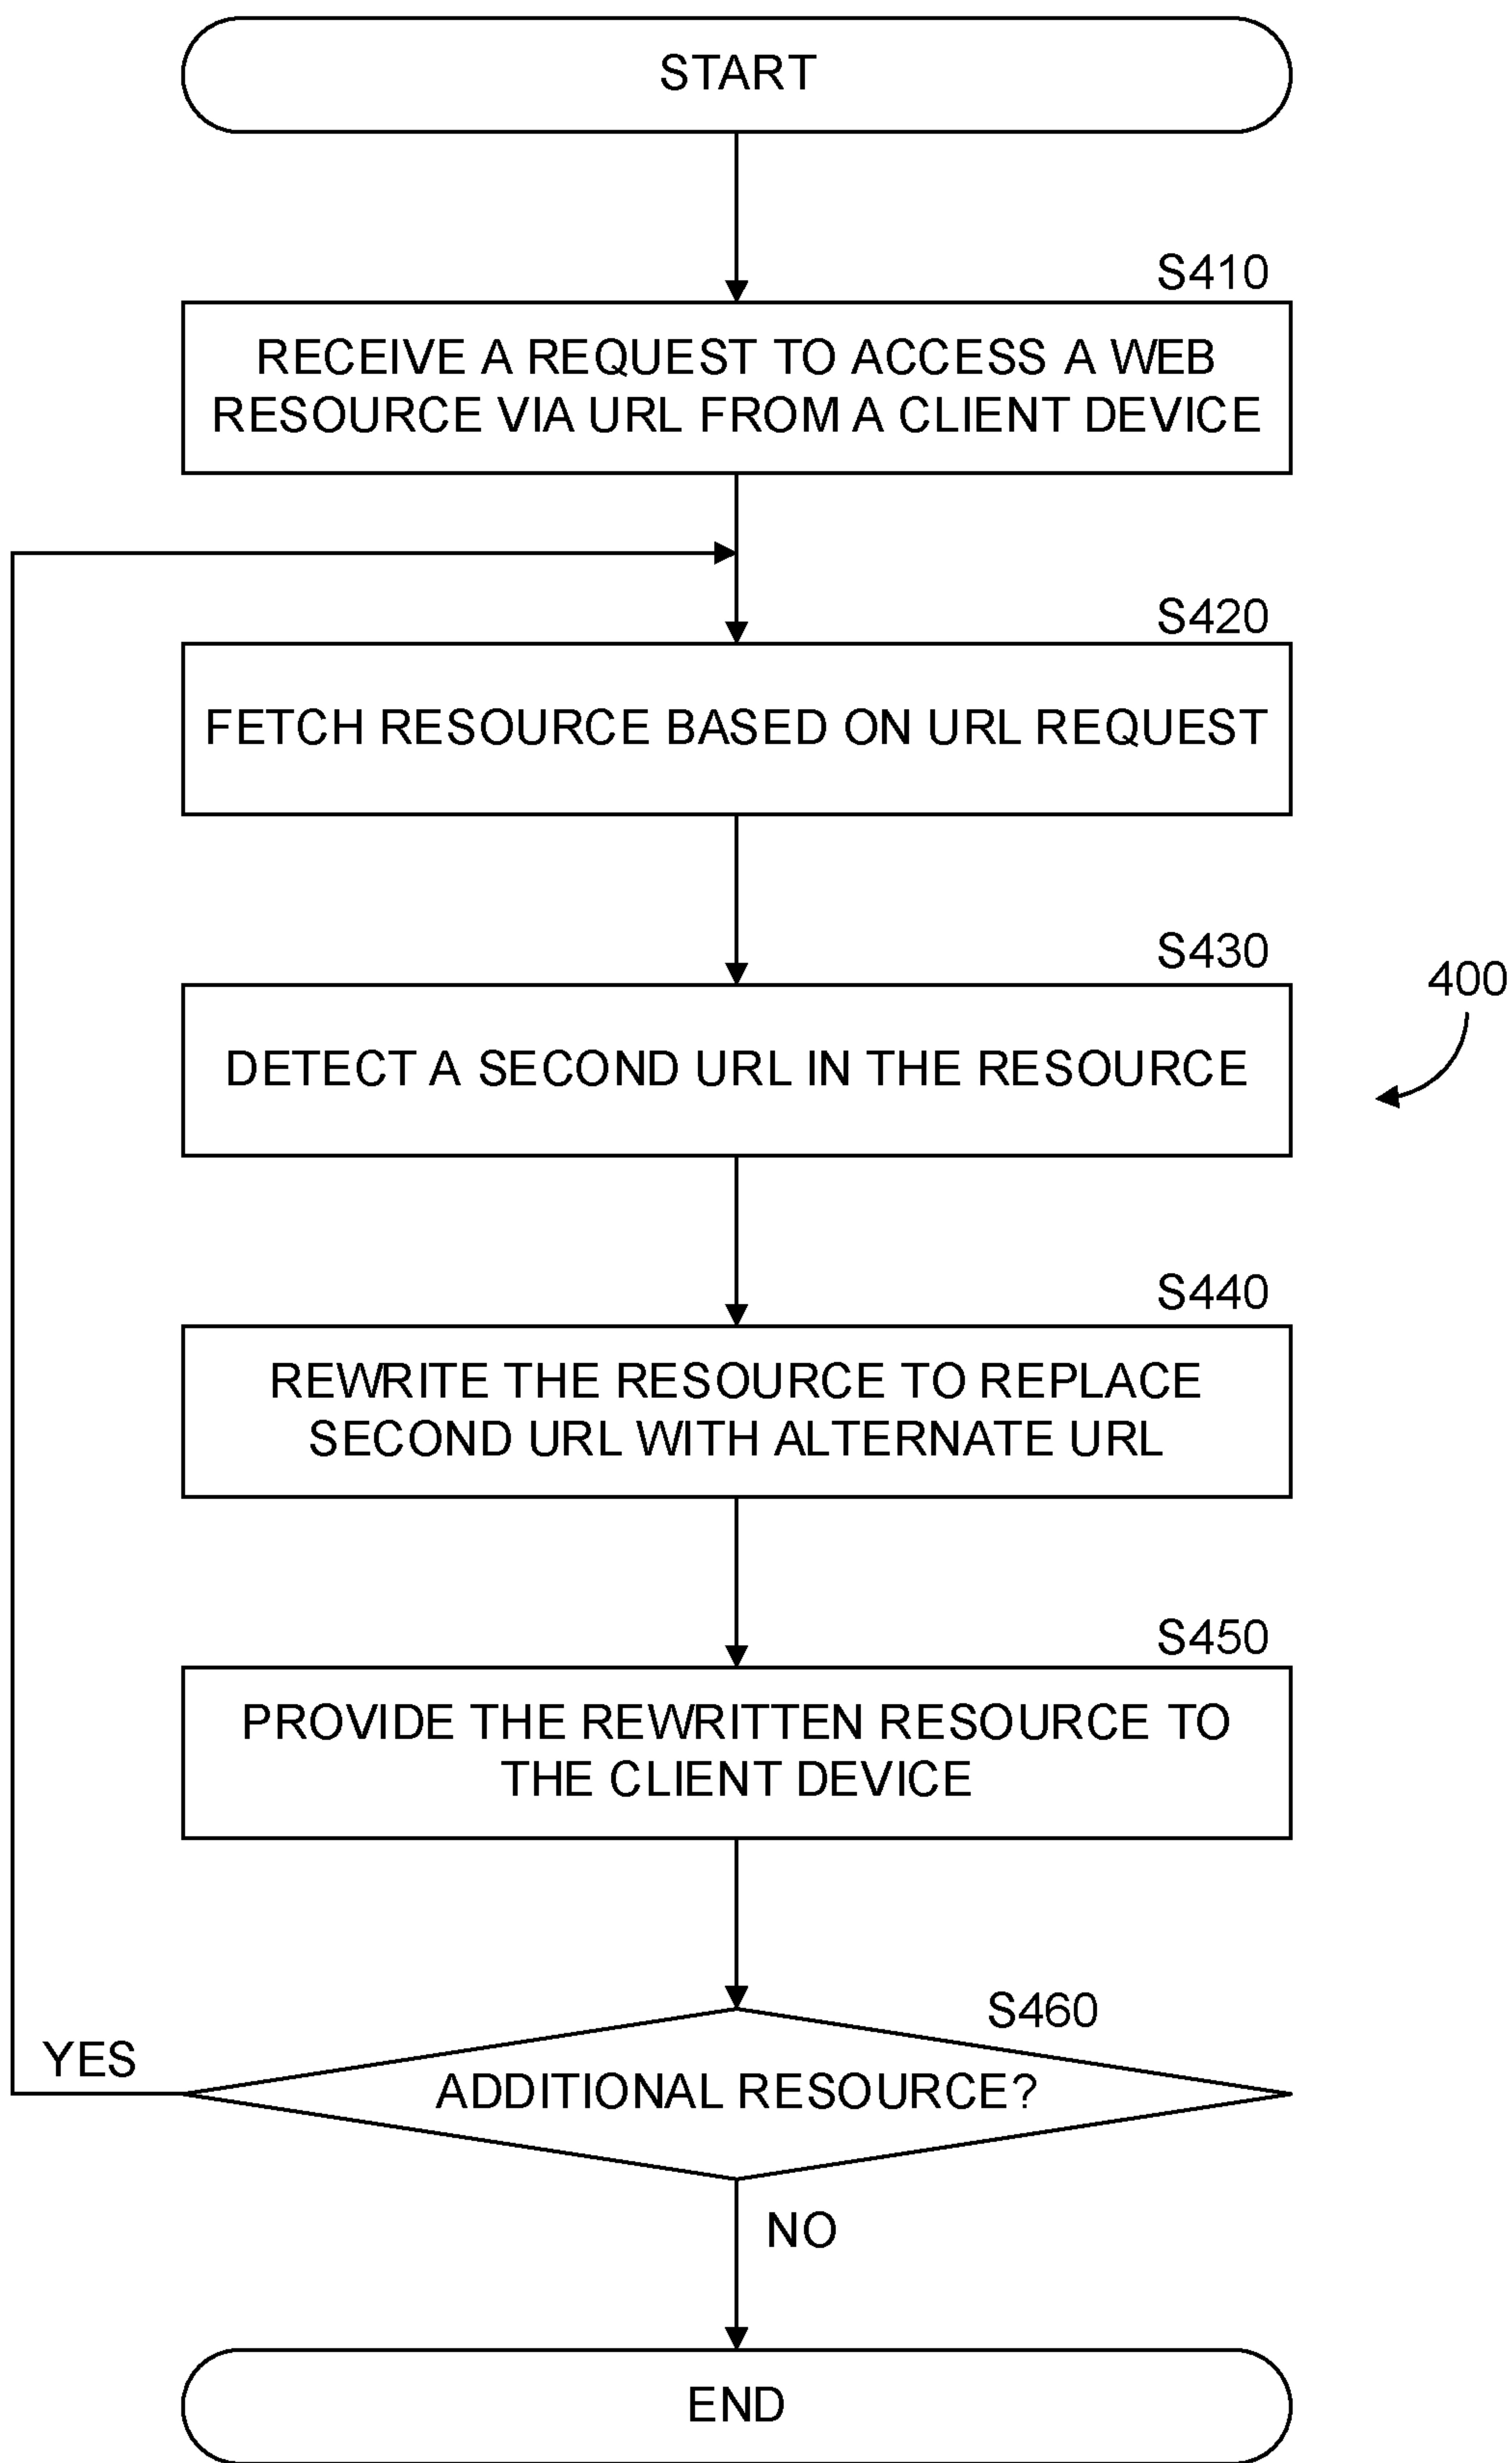 START
S410
RECEIVE A REQUEST TO ACCESS A WEB
RESOURCE VIA URL FROM A CLIENT DEVICE
S420
FETCH RESOURCE BASED ON URL REQUEST
S430
400
DETECT A SECOND URL IN THE RESOURCE
S440
REWRITE THE RESOURCE TO REPLACE
SECOND URL WITH ALTERNATE URL
S450
PROVIDE THE REWRITTEN RESOURCE TO
THE CLIENT DEVICE
S460
YES
ADDITIONAL RESOURCE?
NO
END